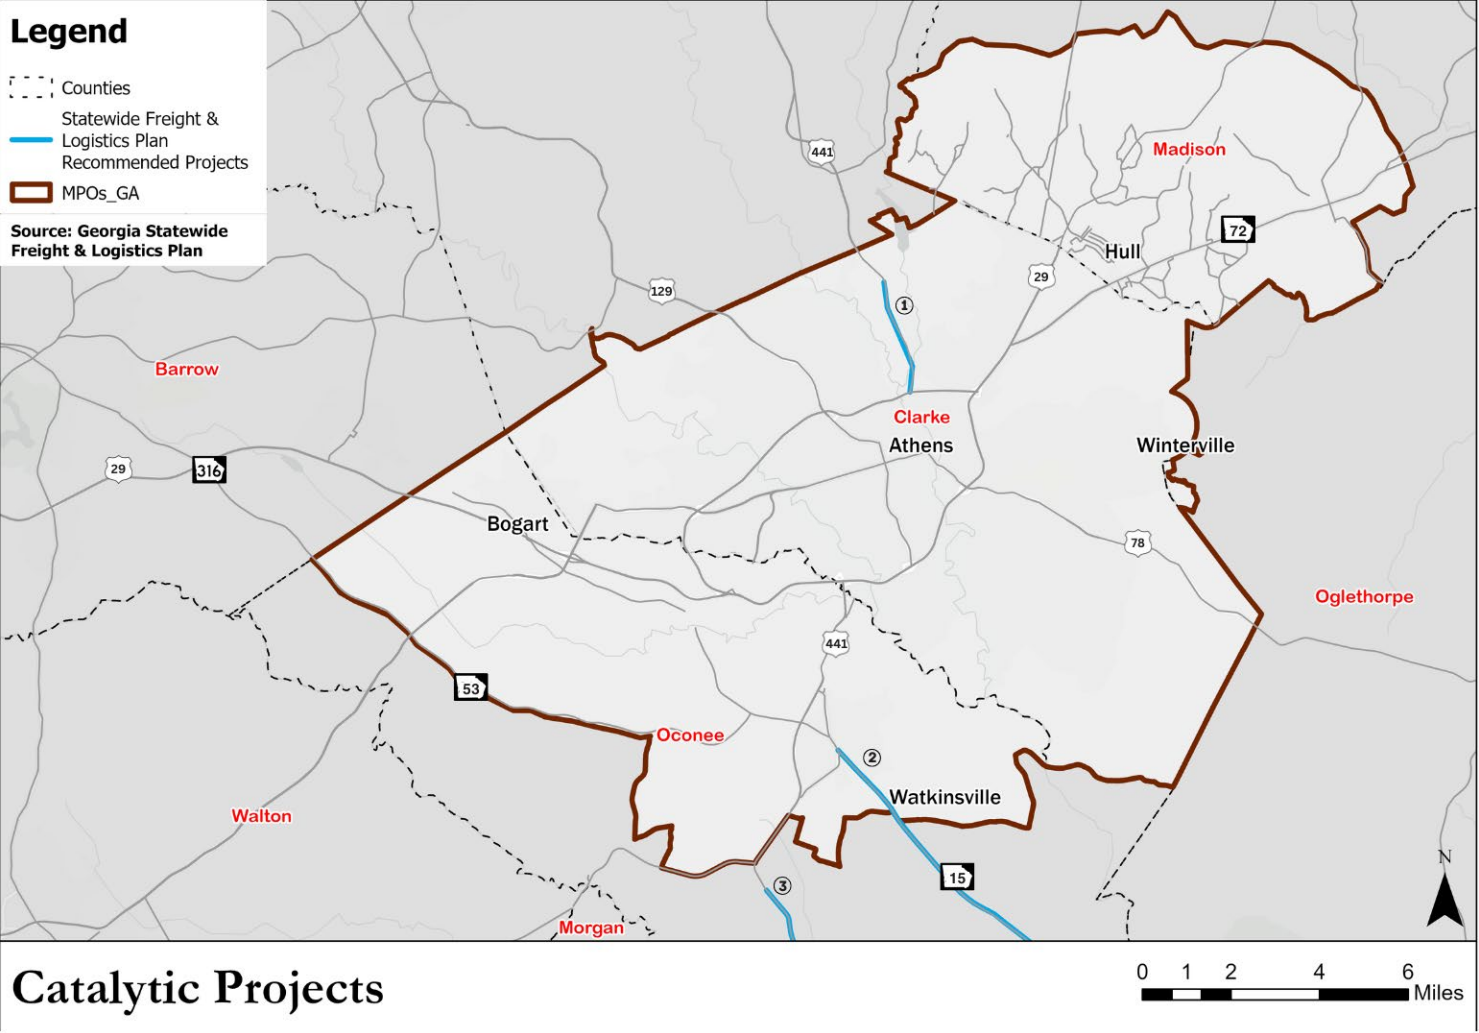 Legend
Counties
Statewide Freight &
Logistics Plan
Recommended Projects
MPOs_GA
Source: Georgia Statewide
Freight & Logistics Plan
441
Madison
72
Hull
29
129
①
Barrow
Clarke
Athens
Winterville
29
316
Bogart
78
Oglethorpe
441
53
Oconee
②
Watkinsville
Walton
15
③
Morgan
N
Catalytic Projects
0 1 2 4 6
Miles